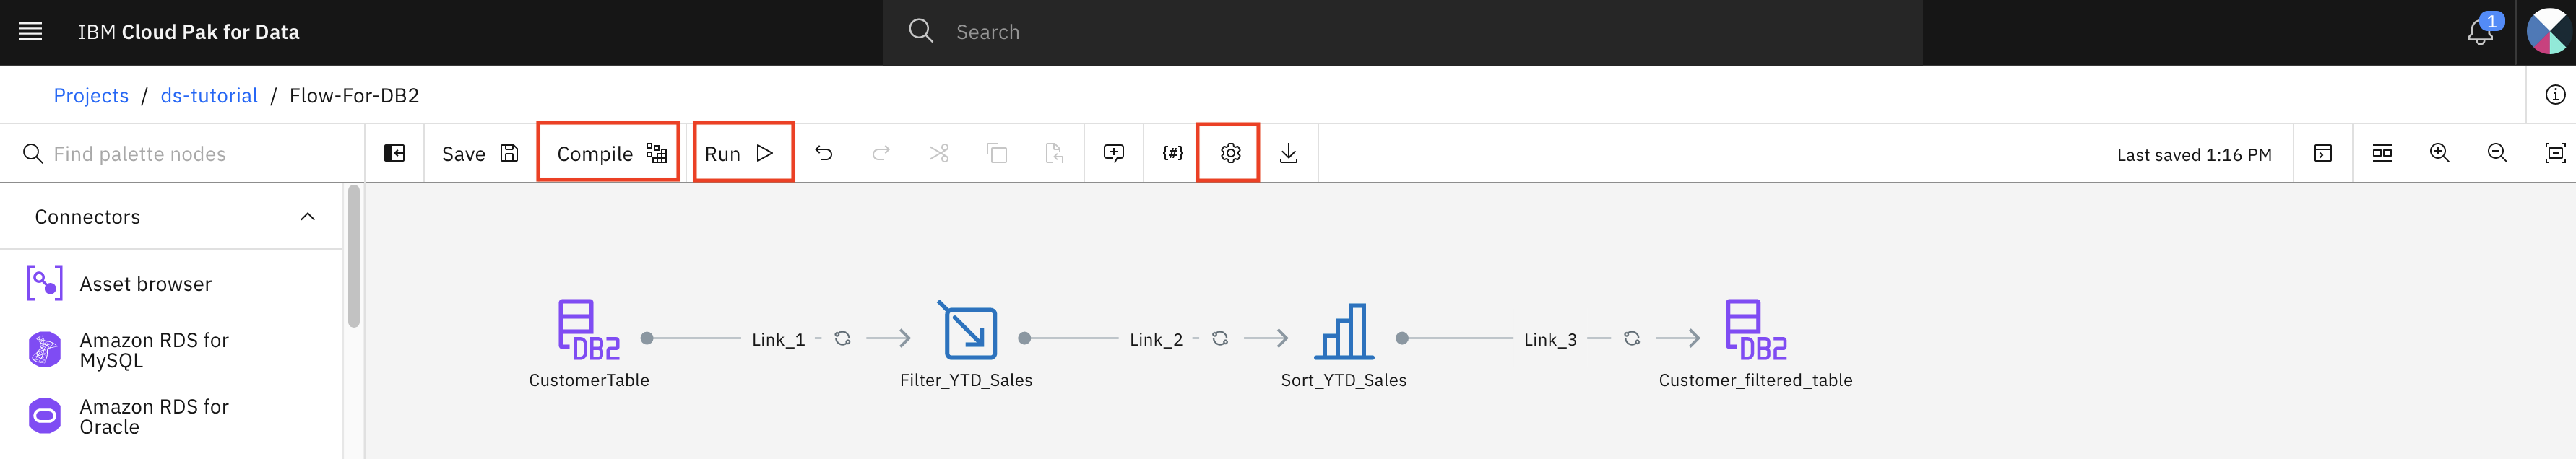 IBM Cloud Pak for Data
Search
1
Projects / ds-tutorial / Flow-For-DB2
Find palette nodes
Save
Compile
Run
{#}
Last saved 1:16 PM
Connectors
Asset browser
Amazon RDS for
MySQL
Amazon RDS for
Oracle
DB2
Link_1
Link_2
Link_3
DB2
CustomerTable
Filter_YTD_Sales
Sort_YTD_Sales
Customer_filtered_table